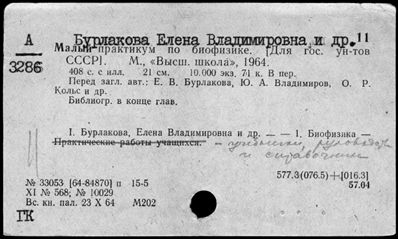 А Бурлакова Елена Владимировна и др. 11
3286 Малый практикум по биофизике. [Для гос. ун-тов
СССР]. М., «Высш. школа», 1964.
408 с. с илл. 21 см. 10.000 экз. 71 к. В пер.
Перед загл. авт.: Е. В. Бурлакова, Ю. А. Владимиров, О. Р.
Кольс и др.
Библиогр. в конце глав.
I. Бурлакова, Елена Владимировна и др. — 1. Биофизика —
Практические работы учащихся. — учебники, руководства
и справочники
577.3(076.5)+[016.3]
№ 33053 [64-84870] п 15-5 57.04
XI № 568; № 10029
Вс. кн. пал. 23 X 64 М202
ГК